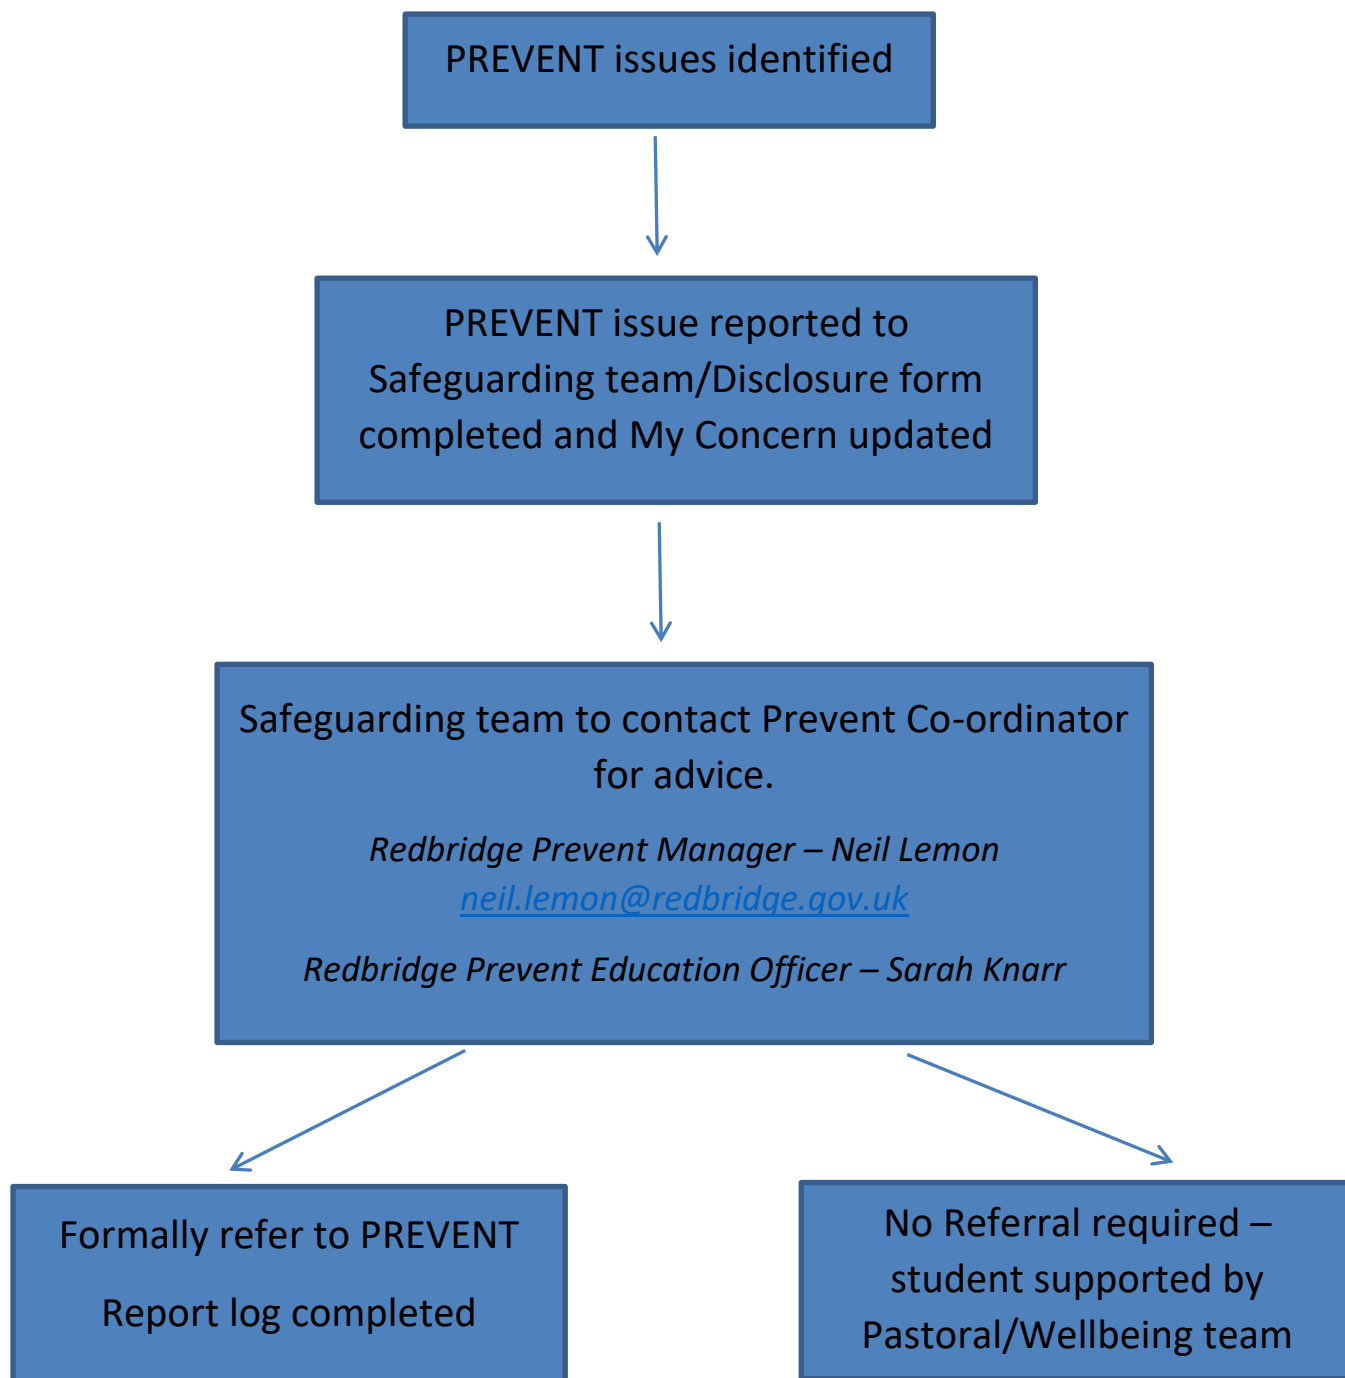 PREVENT issues identified
PREVENT issue reported to
Safeguarding team/Disclosure form
completed and My Concern updated
Safeguarding team to contact Prevent Co-ordinator
for advice.
Redbridge Prevent Manager – Neil Lemon
neil.lemon@redbridge.gov.uk
Redbridge Prevent Education Officer – Sarah Knarr
Formally refer to PREVENT
Report log completed
No Referral required –
student supported by
Pastoral/Wellbeing team